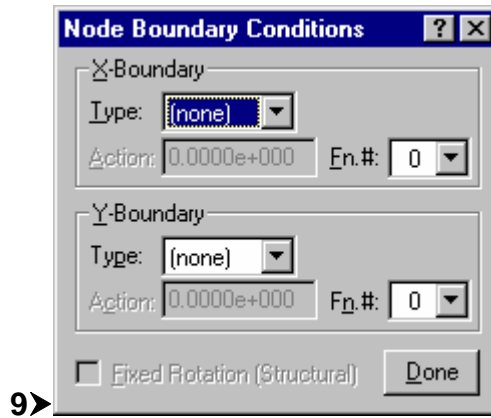 Node Boundary Conditions ? ×
X-Boundary
Type: (none)
Action: 0.0000e+000 Fn.#: 0
Y-Boundary
Type: (none)
Action: 0.0000e+000 Fn.#: 0
Fixed Rotation (Structural) Done
9➤